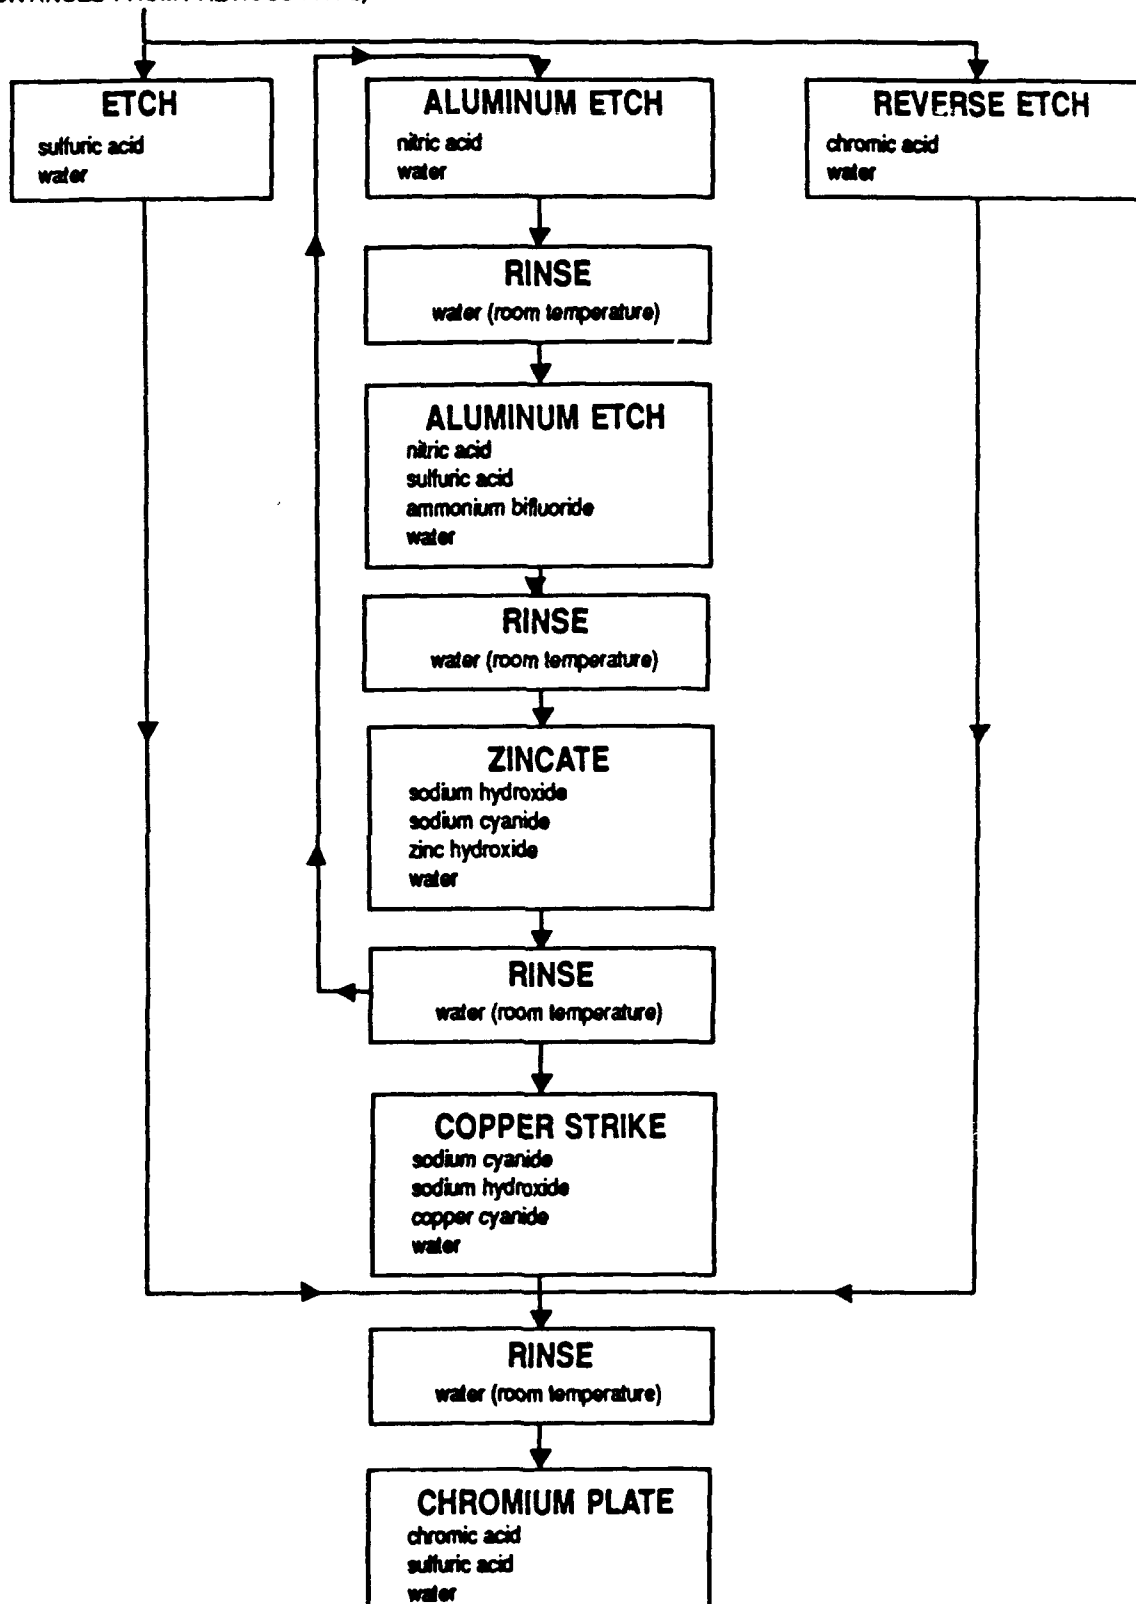 ETCH
sulfuric acid
water
ALUMINUM ETCH
nitric acid
water
REVERSE ETCH
chromic acid
water
RINSE
water (room temperature)
ALUMINUM ETCH
nitric acid
sulfuric acid
ammonium bifluoride
water
RINSE
water (room temperature)
ZINCATE
sodium hydroxide
sodium cyanide
zinc hydroxide
water
RINSE
water (room temperature)
COPPER STRIKE
sodium cyanide
sodium hydroxide
copper cyanide
water
RINSE
water (room temperature)
CHROMIUM PLATE
chromic acid
sulfuric acid
water